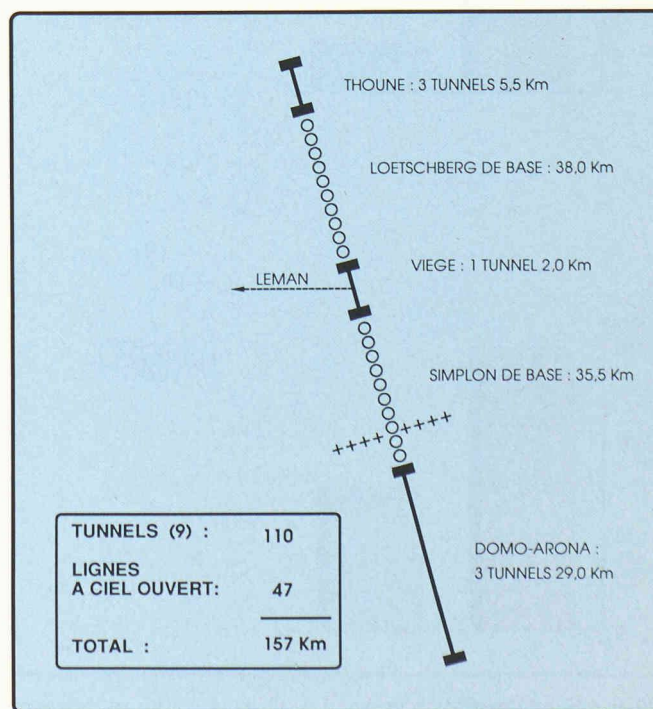 THOUNE : 3 TUNNELS 5,5 Km
LOETSCHBERG DE BASE : 38,0 Km
VIEGE : 1 TUNNEL 2,0 Km
LEMAN
SIMPLON DE BASE : 35,5 Km
DOMO-ARONA :
3 TUNNELS 29,0 Km
TUNNELS (9) : 110
LIGNES
A CIEL OUVERT: 47
TOTAL : 157 Km